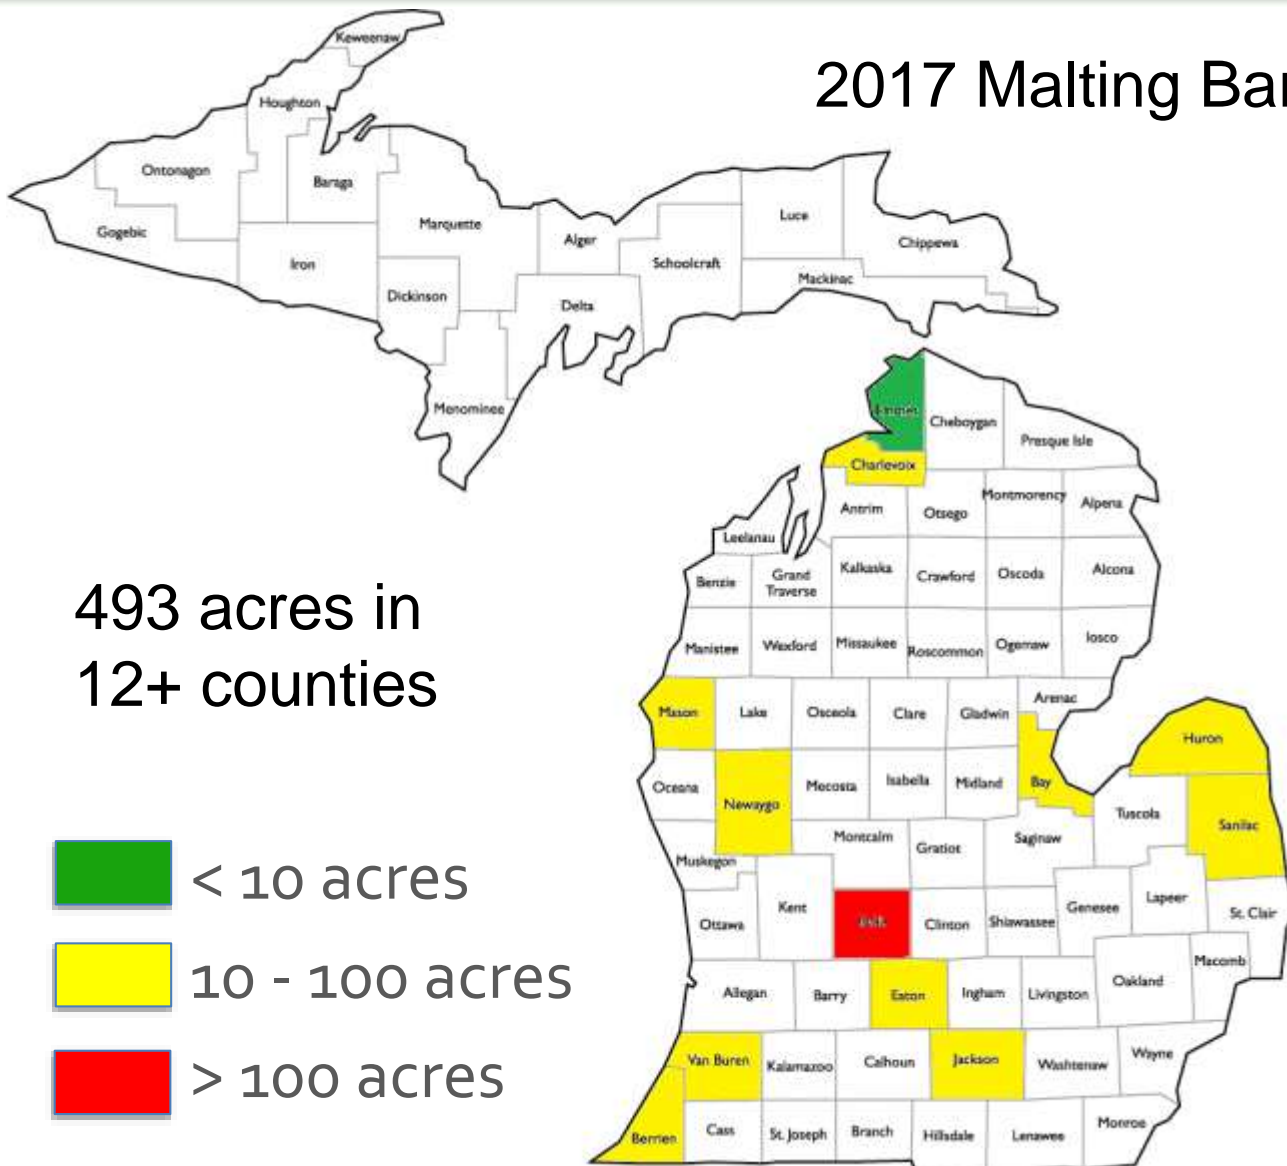 2017 Malting Bar
Keweenaw
Houghton
Ontonagon
Baraga
Gogebic
Marquette
Iron
Alger
Luce
Chippewa
Schoolcraft
Mackinac
Dickinson
Delta
Menominee
Emmet
Cheboygan
Presque Isle
Charlevoix
Antrim
Otsego
Montmorency
Alpena
Leelanau
Benzie
Grand
Traverse
Kalkaska
Crawford
Oscoda
Alcona
Manistee
Wexford
Missaukee
Roscommon
Ogemaw
Iosco
493 acres in
12+ counties
Mason
Lake
Osceola
Clare
Gladwin
Arenac
Huron
Oceana
Newaygo
Mecosta
Isabella
Midland
Bay
Tuscola
Sanilac
Muskegon
Montcalm
Gratiot
Saginaw
Ottawa
Kent
Clinton
Shiawassee
Genesee
Lapeer
St. Clair
Allegan
Barry
Eaton
Ingham
Livingston
Oakland
Macomb
Van Buren
Kalamazoo
Calhoun
Jackson
Washtenaw
Wayne
Berrien
Cass
St. Joseph
Branch
Hillsdale
Lenawee
Monroe
< 10 acres
10 - 100 acres
> 100 acres